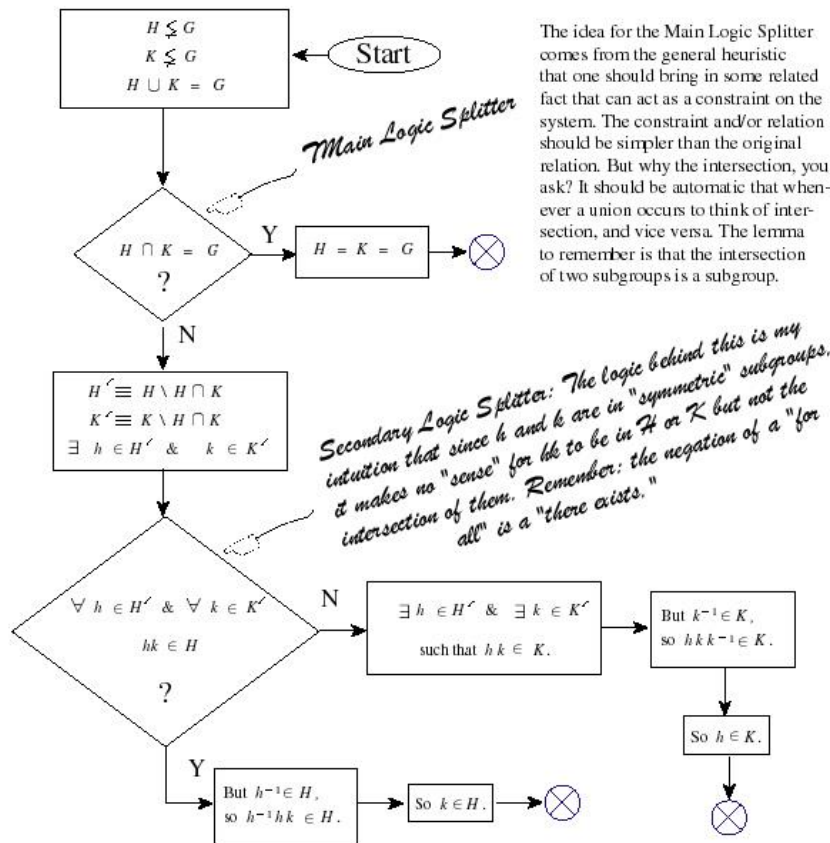 H ≨ G
K ≨ G
H ∪ K = G
Start
The idea for the Main Logic Splitter
comes from the general heuristic
that one should bring in some related
fact that can act as a constraint on the
system. The constraint and/or relation
should be simpler than the original
relation. But why the intersection, you
ask? It should be automatic that when-
ever a union occurs to think of inter-
section, and vice versa. The lemma
to remember is that the intersection
of two subgroups is a subgroup.
TMain Logic Splitter
H ∩ K = G
?
Y
H = K = G
N
H′ ≡ H \ H ∩ K
K′ ≡ K \ H ∩ K
∃ h ∈ H′ & k ∈ K′
Secondary Logic Splitter: The logic behind this is my
intuition that since h and k are in "symmetric" subgroups,
it makes no "sense" for hk to be in H or K but not the
intersection of them. Remember: the negation of a "for
all" is a "there exists."
∀ h ∈ H′ & ∀ k ∈ K′
hk ∈ H
?
N
∃ h ∈ H′ & ∃ k ∈ K′
such that h k ∈ K.
But k⁻¹ ∈ K,
so h k k⁻¹ ∈ K.
So h ∈ K.
Y
But h⁻¹ ∈ H,
so h⁻¹ h k ∈ H.
So k ∈ H.